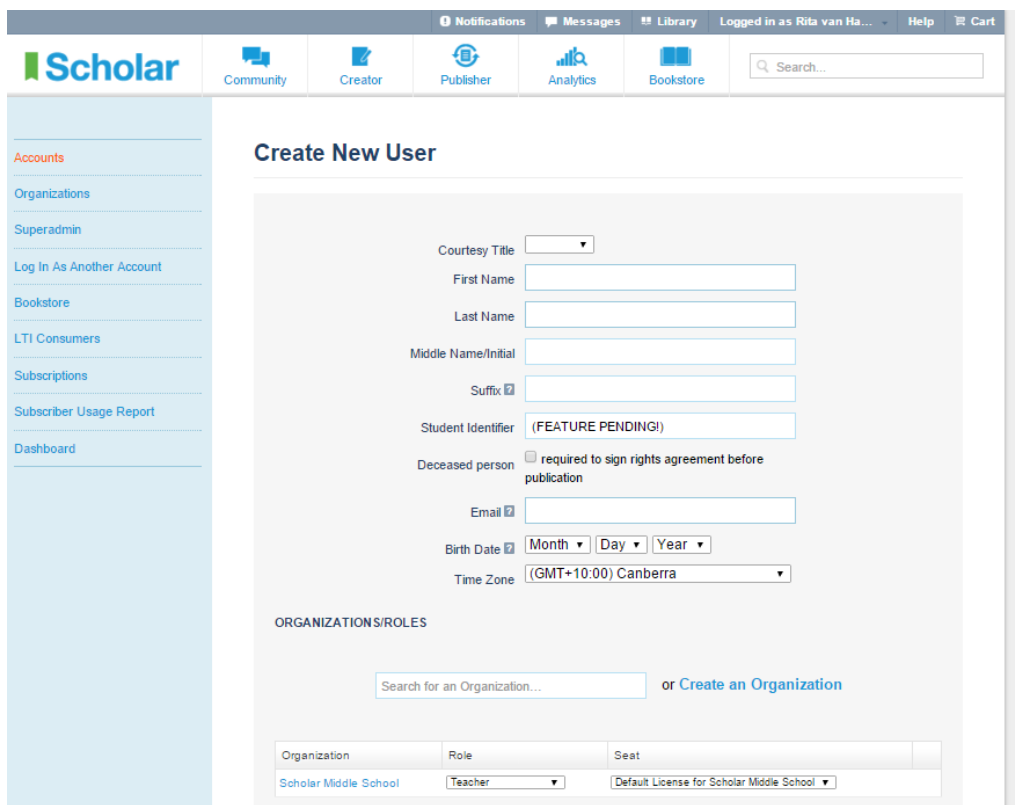 Notifications Messages Library Logged in as Rita van Ha... Help Cart
Scholar
Community Creator Publisher Analytics Bookstore
Search...
Accounts
Organizations
Superadmin
Log In As Another Account
Bookstore
LTI Consumers
Subscriptions
Subscriber Usage Report
Dashboard
Create New User
Courtesy Title
First Name
Last Name
Middle Name/Initial
Suffix ?
Student Identifier (FEATURE PENDING!)
Deceased person required to sign rights agreement before
publication
Email ?
Birth Date ? Month Day Year
Time Zone (GMT+10:00) Canberra
ORGANIZATIONS/ROLES
Search for an Organization... or Create an Organization
Organization Role Seat
Scholar Middle School Teacher Default License for Scholar Middle School